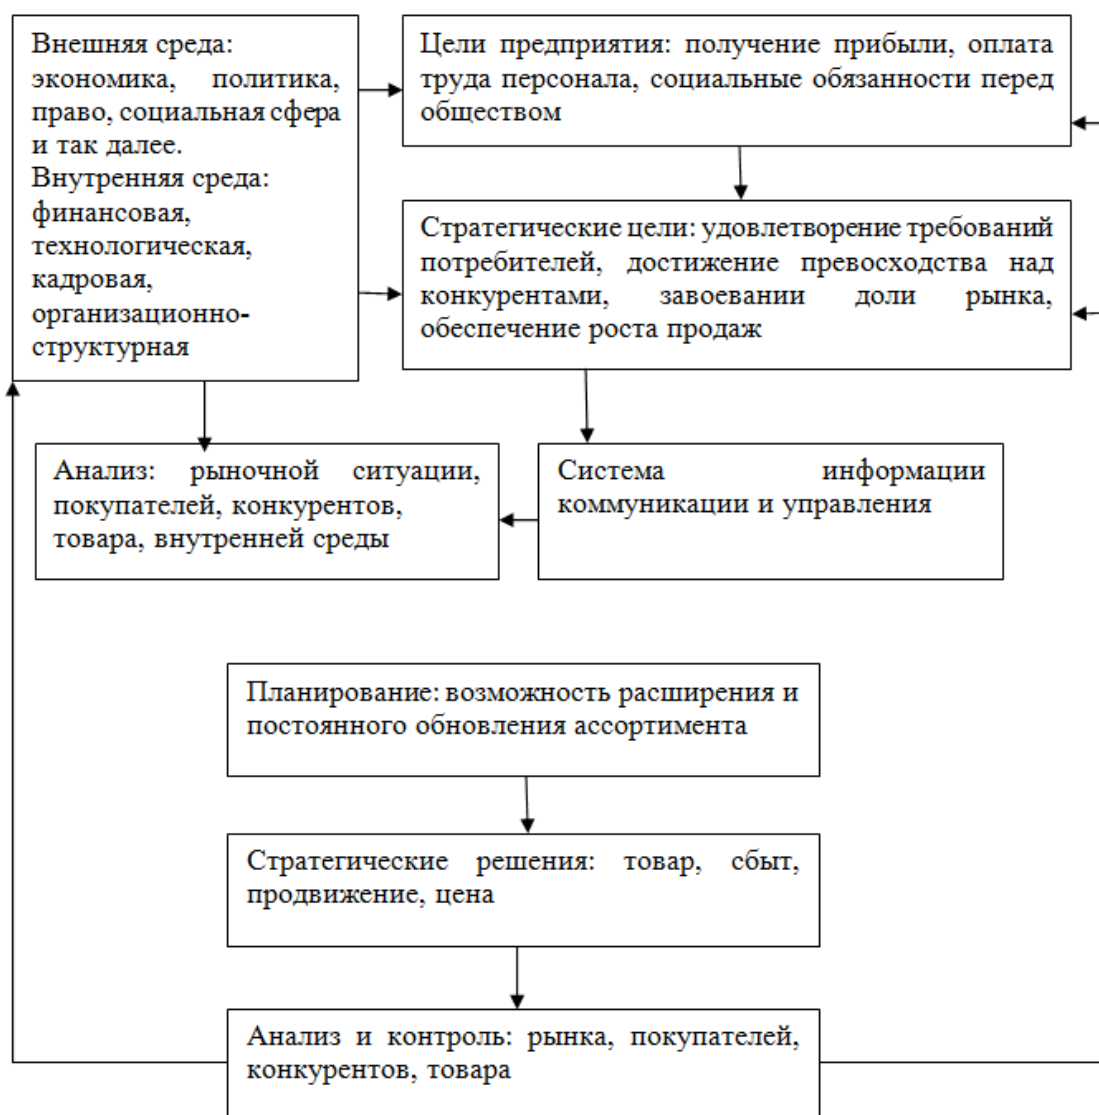 Внешняя среда:
экономика, политика,
право, социальная сфера
и так далее.
Внутренняя среда:
финансовая,
технологическая,
кадровая,
организационно-
структурная
Цели предприятия: получение прибыли, оплата
труда персонала, социальные обязанности перед
обществом
Стратегические цели: удовлетворение требований
потребителей, достижение превосходства над
конкурентами, завоевании доли рынка,
обеспечение роста продаж
Анализ: рыночной ситуации,
покупателей, конкурентов,
товара, внутренней среды
Система информации
коммуникации и управления
Планирование: возможность расширения и
постоянного обновления ассортимента
Стратегические решения: товар, сбыт,
продвижение, цена
Анализ и контроль: рынка, покупателей,
конкурентов, товара